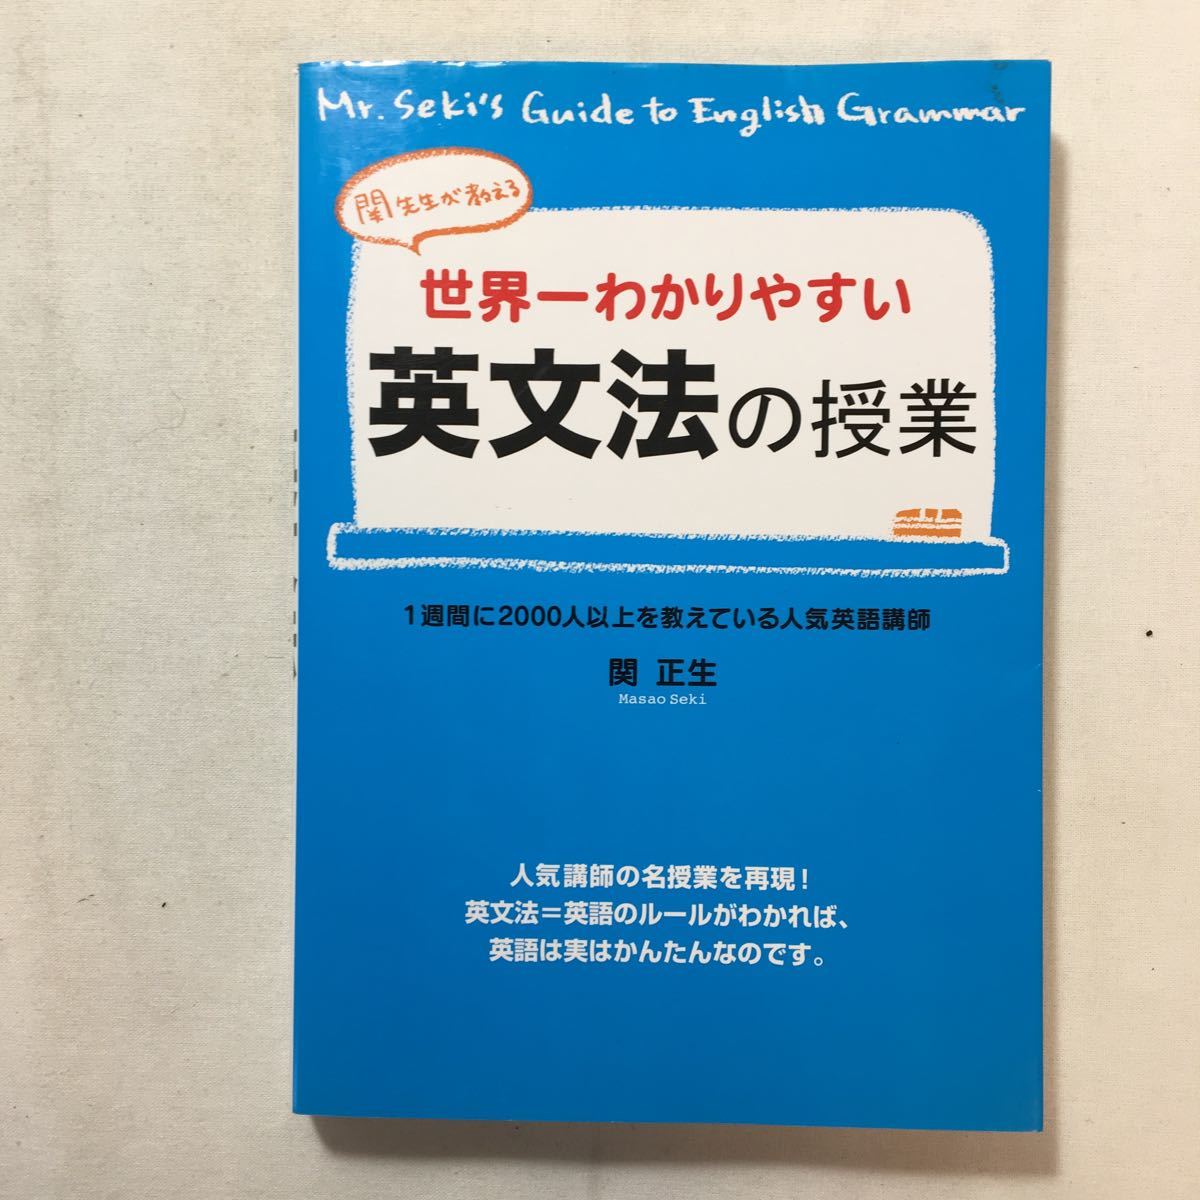 Mr. Seki's Guide to English Grammar
関先生が教える
世界一わかりやすい
英文法の授業
1週間に2000人以上を教えている人気英語講師
関 正生
Masao Seki
人気講師の名授業を再現!
英文法=英語のルールがわかれば、
英語は実はかんたんなのです。